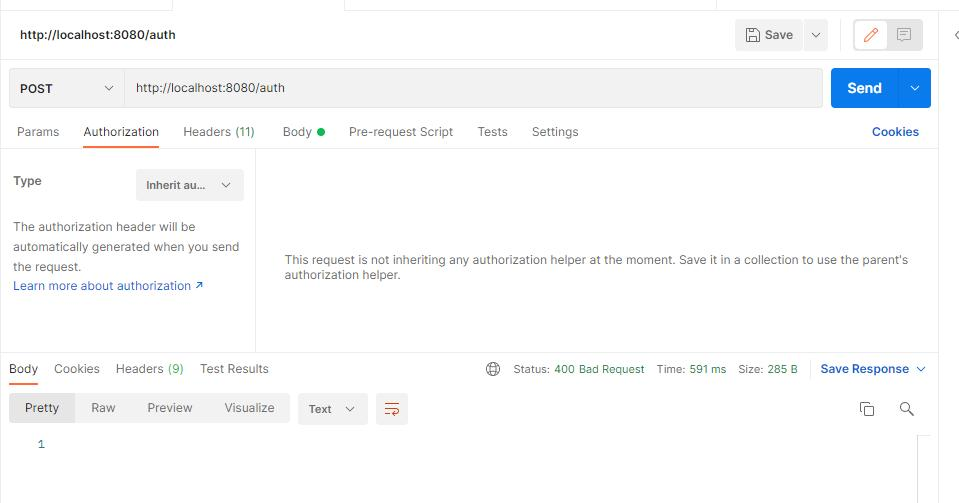 http://localhost:8080/auth
Save
POST
http://localhost:8080/auth
Send
Params Authorization Headers (11) Body Pre-request Script Tests Settings Cookies
Type
Inherit au...
The authorization header will be
automatically generated when you send
the request.
Learn more about authorization ↗
This request is not inheriting any authorization helper at the moment. Save it in a collection to use the parent's
authorization helper.
Body Cookies Headers (9) Test Results Status: 400 Bad Request Time: 591 ms Size: 285 B Save Response
Pretty Raw Preview Visualize Text
1